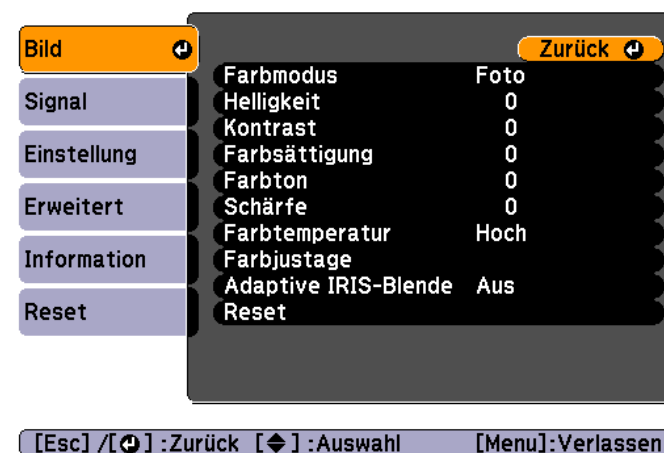 Bild
Signal
Einstellung
Erweitert
Information
Reset
Zurück
Farbmodus Foto
Helligkeit 0
Kontrast 0
Farbsättigung 0
Farbton 0
Schärfe 0
Farbtemperatur Hoch
Farbjustage
Adaptive IRIS-Blende Aus
Reset
[Esc] /[ ] :Zurück [ ] :Auswahl [Menu]:Verlassen